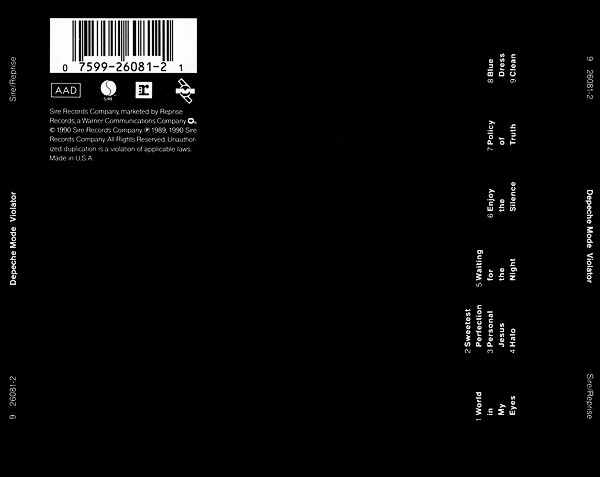 Sire/Reprise
Depeche Mode Violator
9 26081-2
0 7599-26081-2 1
AAD
SIRE
r
Sire Records Company, marketed by Reprise
Records, a Warner Communications Company
© 1990 Sire Records Company ℗ 1989, 1990 Sire
Records Company. All Rights Reserved. Unauthor-
ized duplication is a violation of applicable laws.
Made in U.S.A.
1 World
in
My
Eyes
2 Sweetest
Perfection
3 Personal
Jesus
4 Halo
5 Waiting
for
the
Night
6 Enjoy
the
Silence
7 Policy
of
Truth
8 Blue
Dress
9 Clean
9 26081-2
Depeche Mode Violator
Sire/Reprise